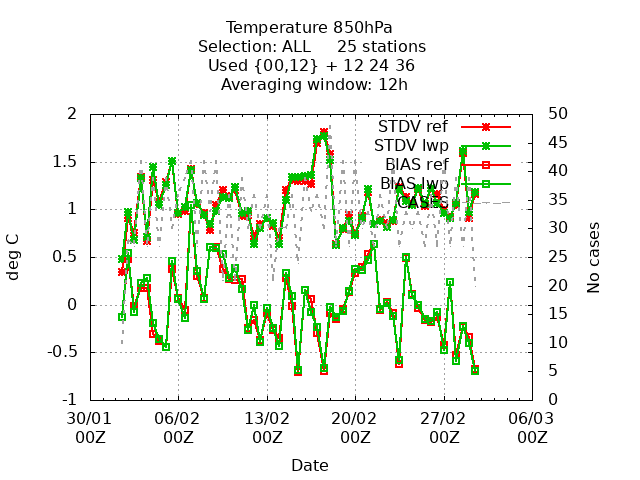 Temperature 850hPa
Selection: ALL 25 stations
Used {00,12} + 12 24 36
Averaging window: 12h
STDV ref
STDV lwp
BIAS ref
BIAS lwp
CASES
deg C
2
1.5
1
0.5
0
-0.5
-1
No cases
50
45
40
35
30
25
20
15
10
5
0
30/01 06/02 13/02 20/02 27/02 06/03
00Z 00Z 00Z 00Z 00Z 00Z
Date